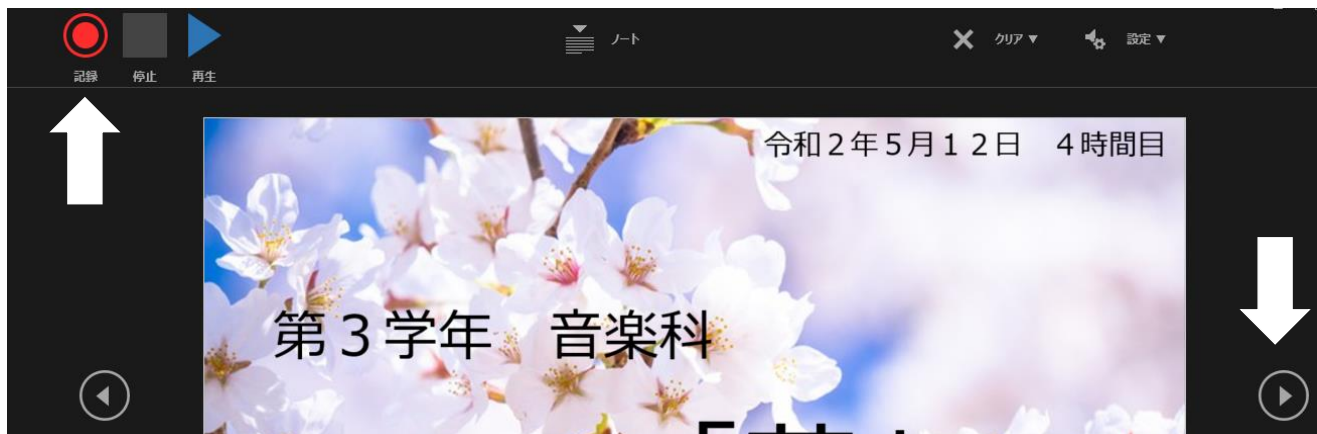 ノート
クリア▼
設定▼
記録 停止 再生
令和2年5月12日 4時間目
第3学年 音楽科